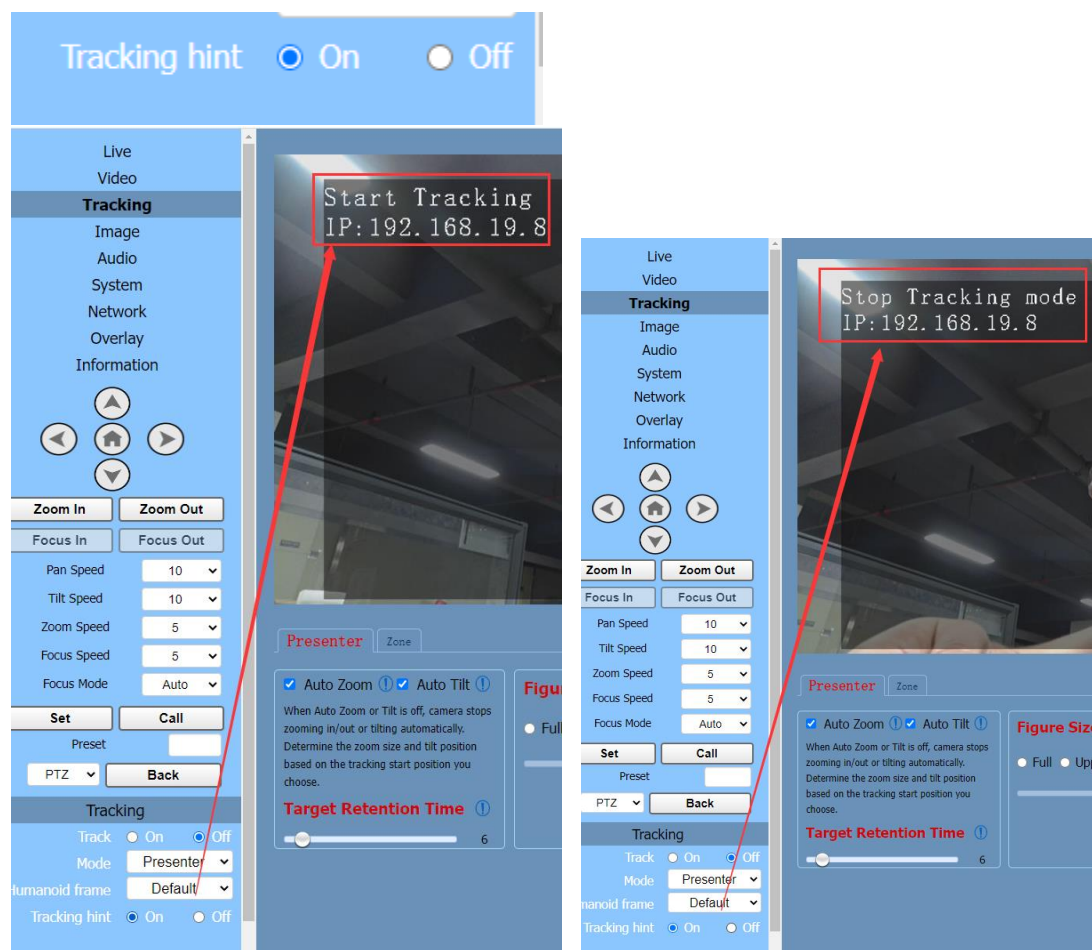 Tracking hint On Off
Live
Video
Tracking
Image
Audio
System
Network
Overlay
Information
Zoom In Zoom Out
Focus In Focus Out
Pan Speed 10
Tilt Speed 10
Zoom Speed 5
Focus Speed 5
Focus Mode Auto
Set Call
Preset
PTZ Back
Tracking
Track On Off
Mode Presenter
Humanoid frame Default
Tracking hint On Off
Start Tracking
IP:192.168.19.8
Presenter Zone
Auto Zoom Auto Tilt
When Auto Zoom or Tilt is off, camera stops
zooming in/out or tilting automatically.
Determine the zoom size and tilt position
based on the tracking start position you
choose.
Target Retention Time
6
Figu
Full
Live
Video
Tracking
Image
Audio
System
Network
Overlay
Information
Zoom In Zoom Out
Focus In Focus Out
Pan Speed 10
Tilt Speed 10
Zoom Speed 5
Focus Speed 5
Focus Mode Auto
Set Call
Preset
PTZ Back
Tracking
Track On Off
Mode Presenter
manoid frame Default
Tracking hint On Off
Stop Tracking mode
IP:192.168.19.8
Presenter Zone
Auto Zoom Auto Tilt
When Auto Zoom or Tilt is off, camera stops
zooming in/out or tilting automatically.
Determine the zoom size and tilt position
based on the tracking start position you
choose.
Target Retention Time
6
Figure Size
Full Upp